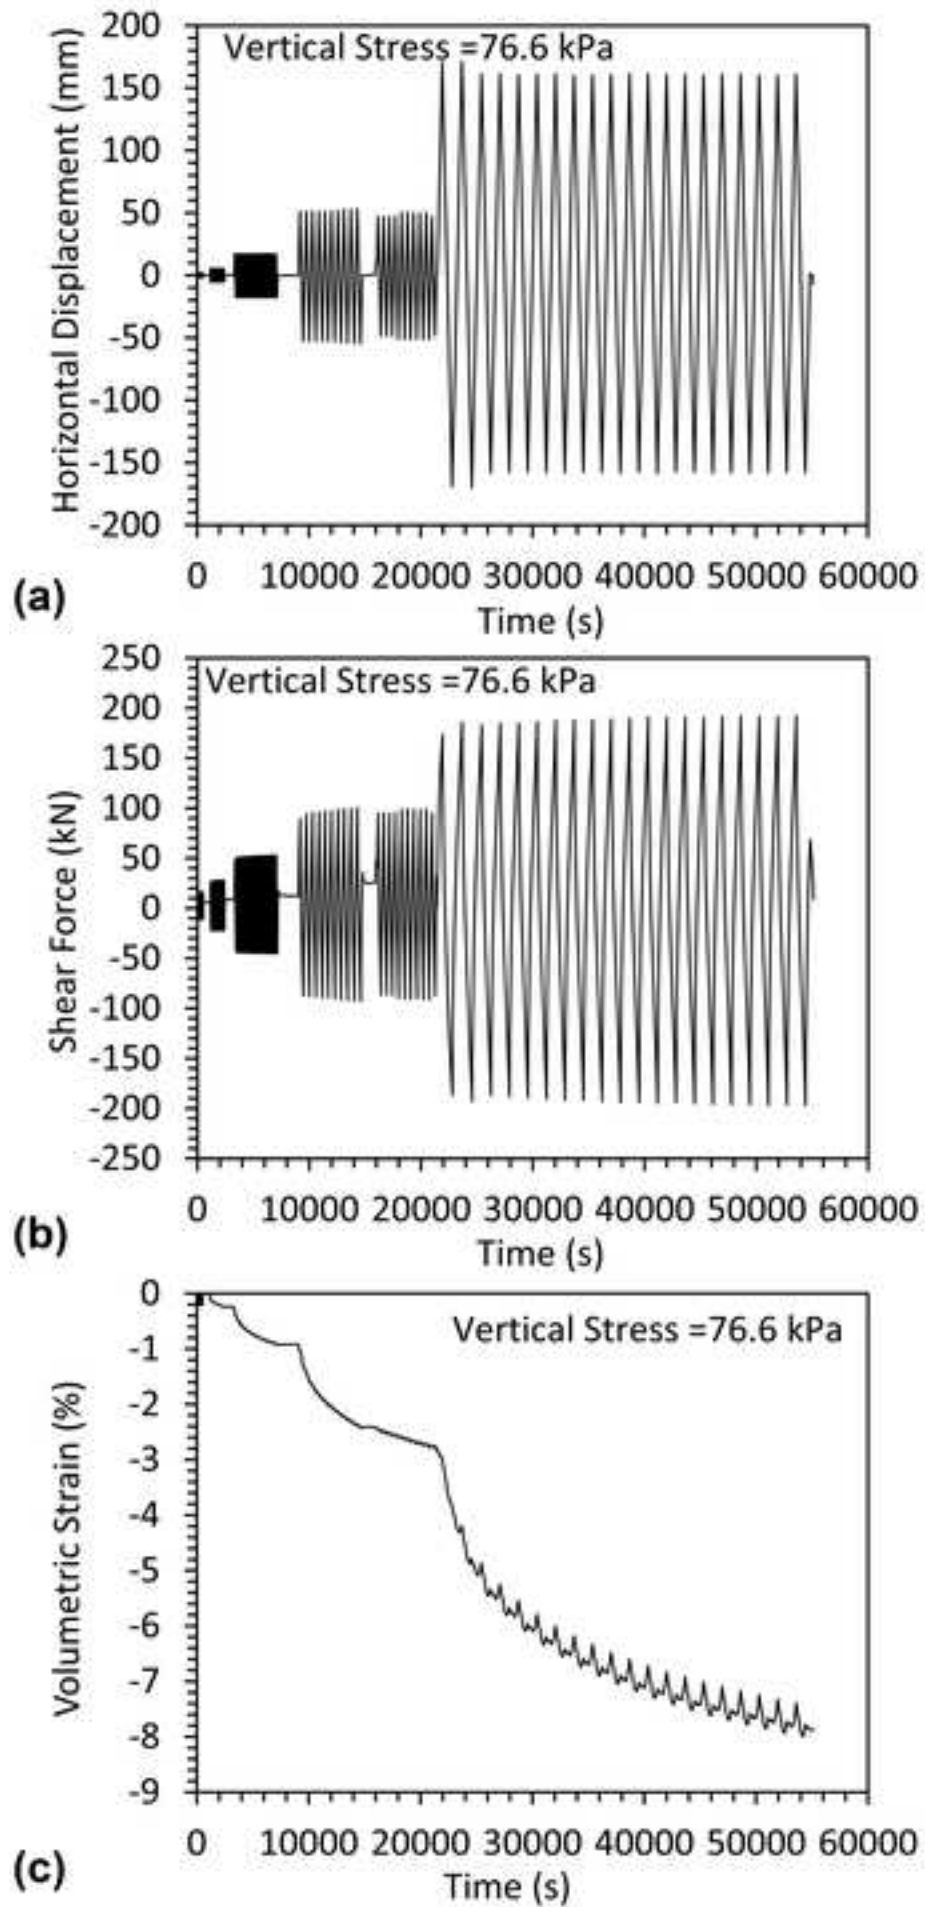 Vertical Stress =76.6 kPa
Horizontal Displacement (mm)
200
150
100
50
0
-50
-100
-150
-200
0 10000 20000 30000 40000 50000 60000
Time (s)
(a)
Vertical Stress =76.6 kPa
Shear Force (kN)
250
200
150
100
50
0
-50
-100
-150
-200
-250
0 10000 20000 30000 40000 50000 60000
Time (s)
(b)
Vertical Stress =76.6 kPa
Volumetric Strain (%)
0
-1
-2
-3
-4
-5
-6
-7
-8
-9
0 10000 20000 30000 40000 50000 60000
Time (s)
(c)